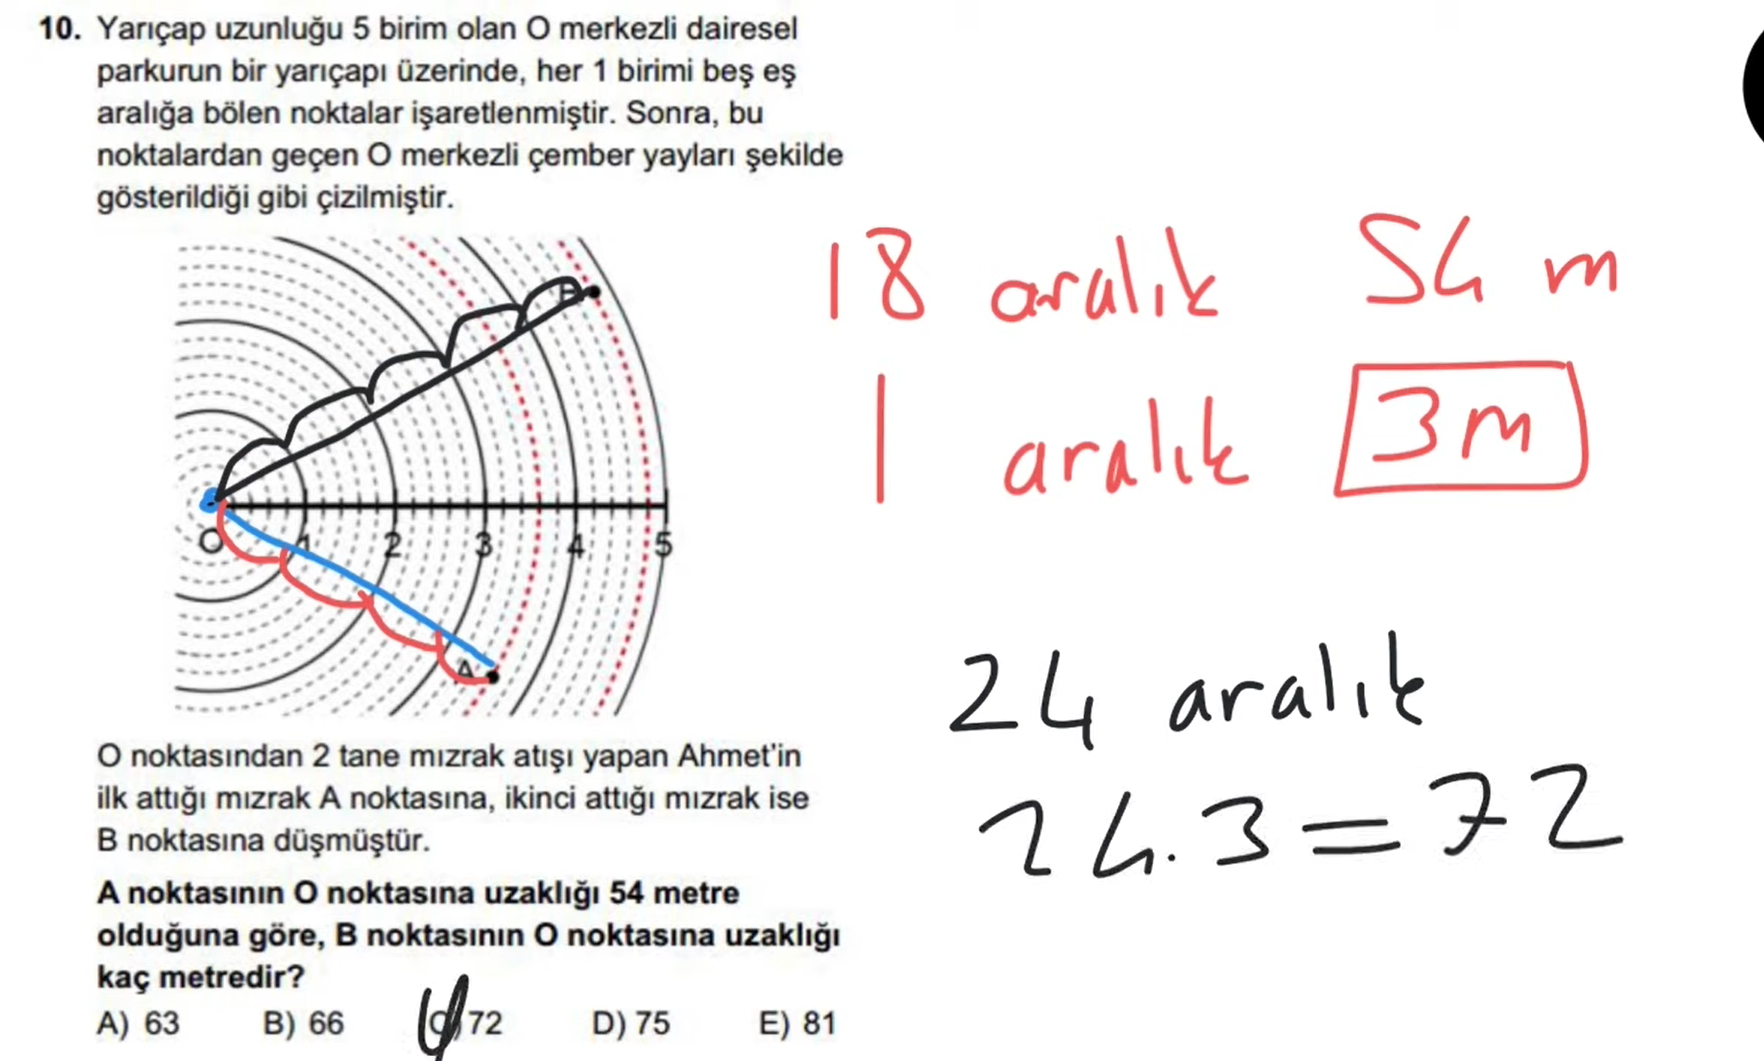 10. Yarıçap uzunluğu 5 birim olan O merkezli dairesel
parkurun bir yarıçapı üzerinde, her 1 birimi beş eş
aralığa bölen noktalar işaretlenmiştir. Sonra, bu
noktalardan geçen O merkezli çember yayları şekilde
gösterildiği gibi çizilmiştir.
B
O 1 2 3 4 5
A
18 aralık 54 m
1 aralık 3m
24 aralık
24.3=72
O noktasından 2 tane mızrak atışı yapan Ahmet'in
ilk attığı mızrak A noktasına, ikinci attığı mızrak ise
B noktasına düşmüştür.
A noktasının O noktasına uzaklığı 54 metre
olduğuna göre, B noktasının O noktasına uzaklığı
kaç metredir?
A) 63 B) 66 C) 72 D) 75 E) 81